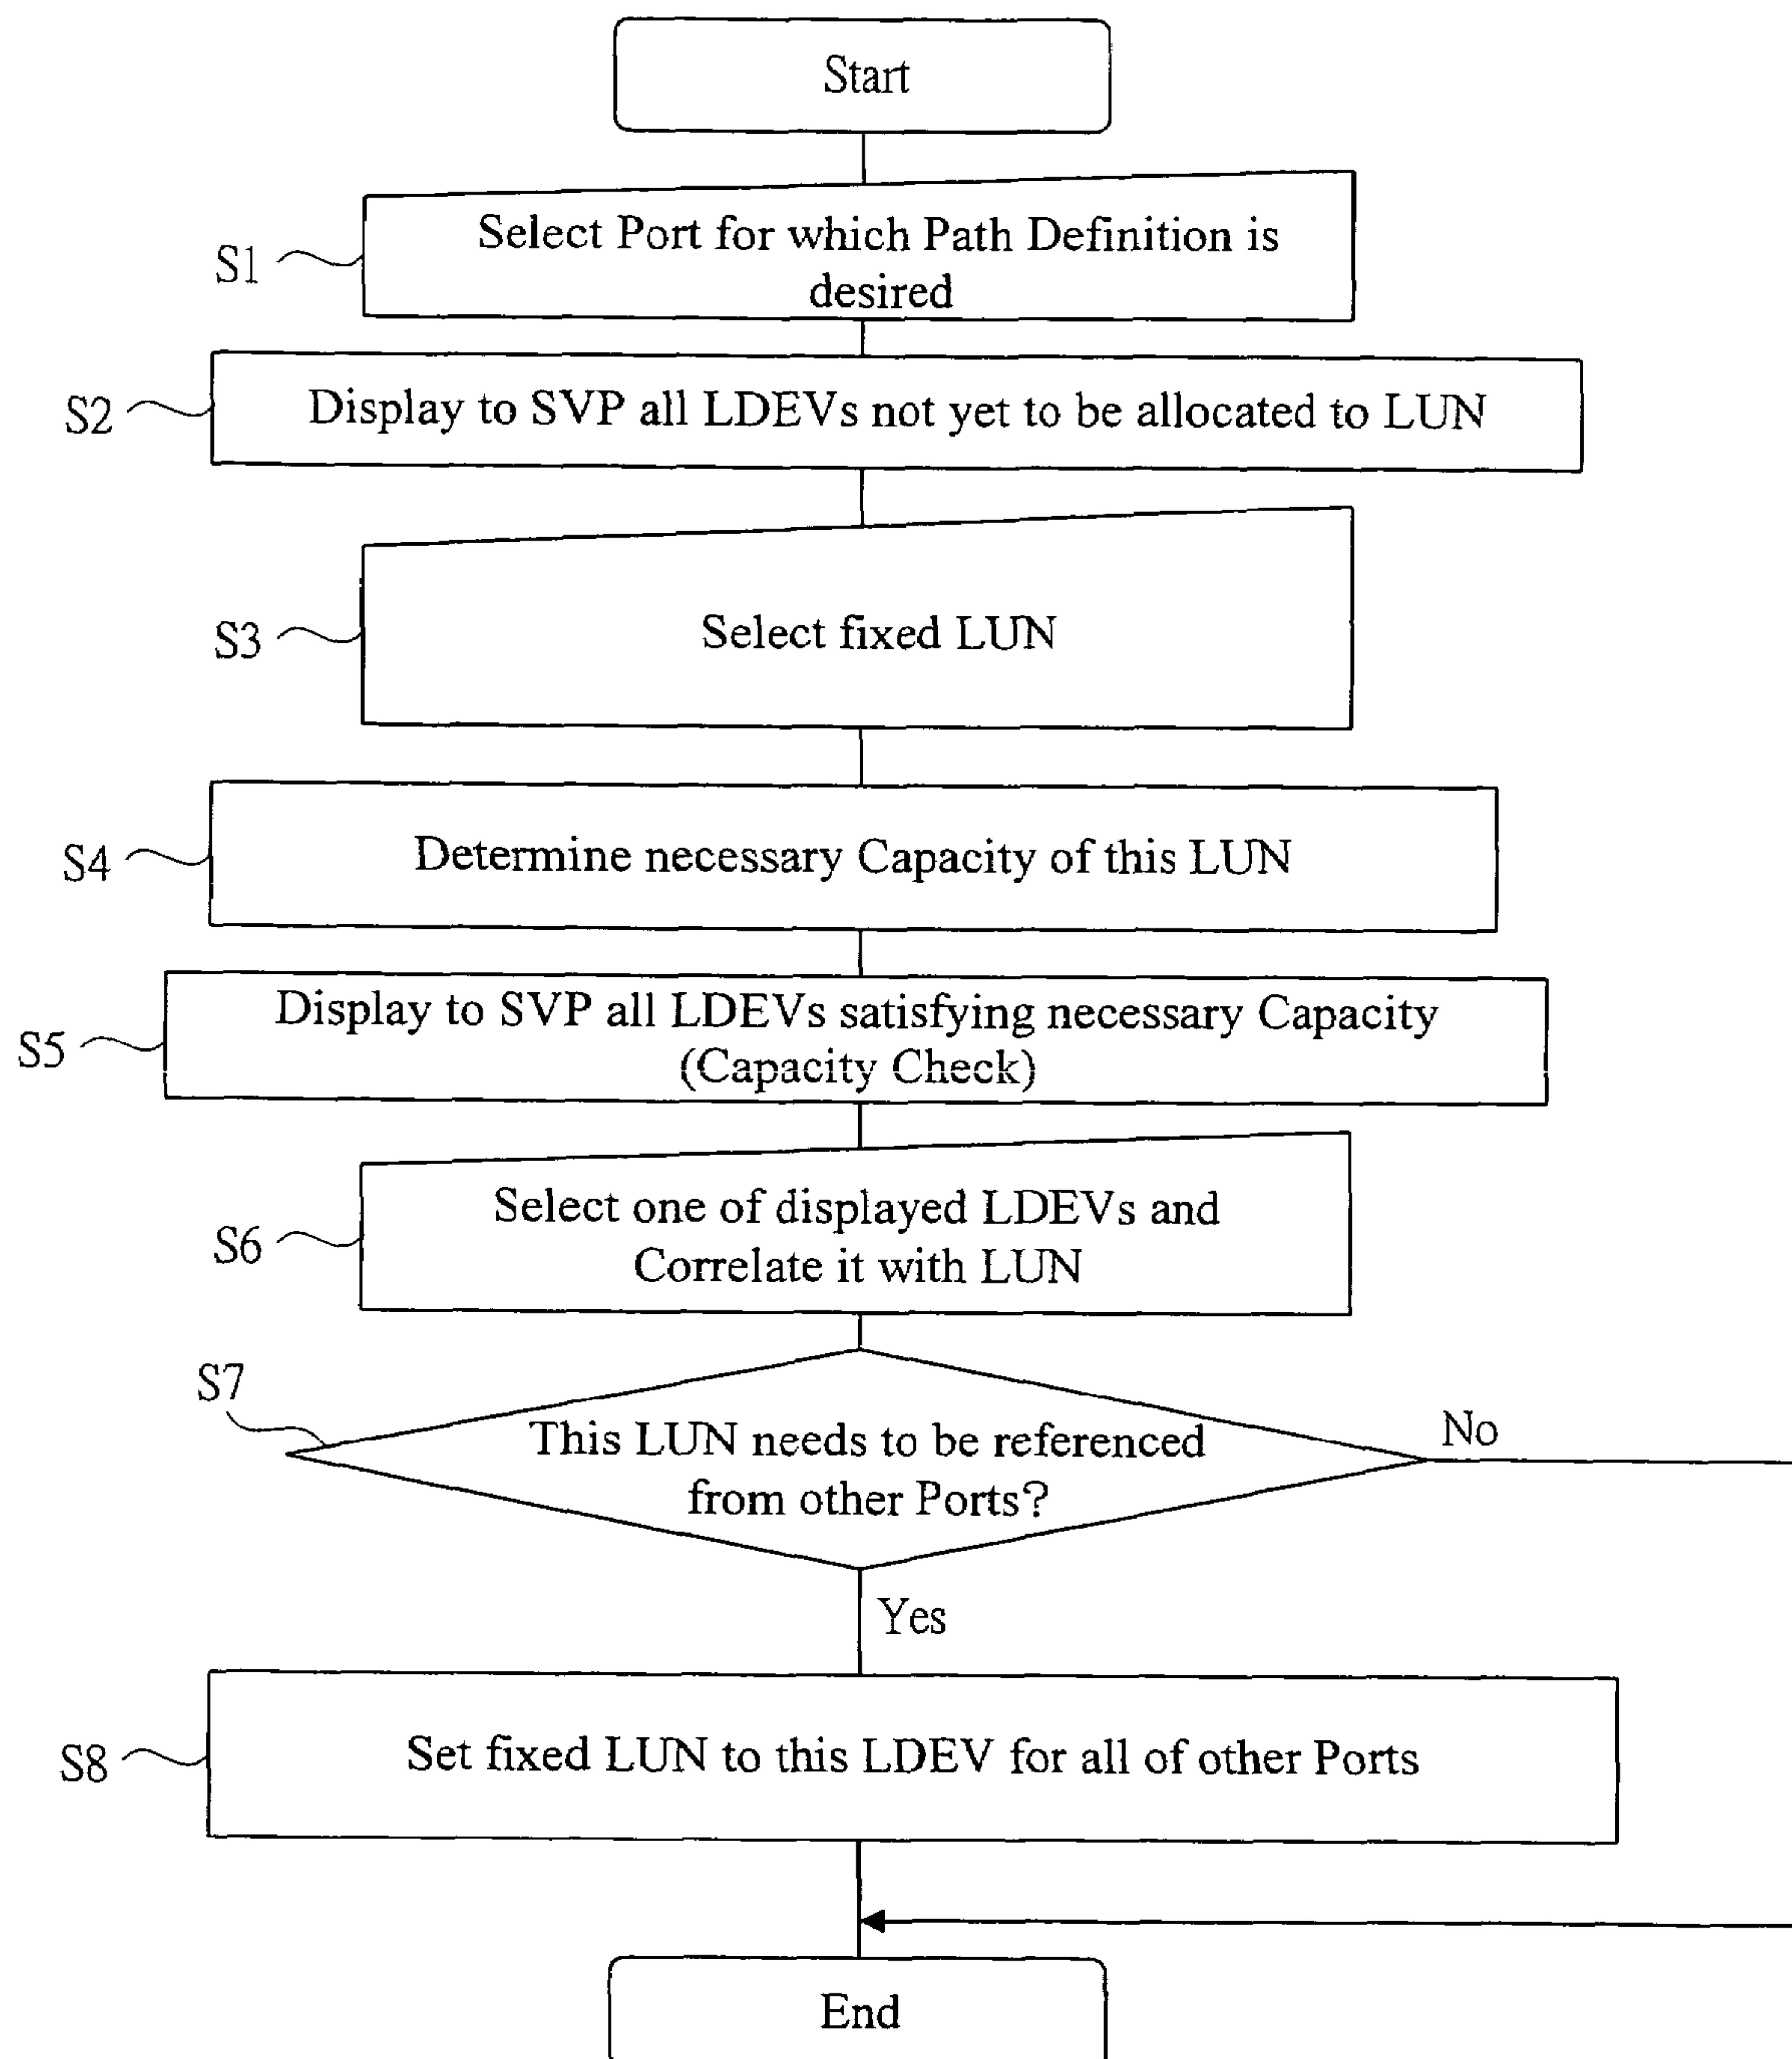 Start
S1
Select Port for which Path Definition is
desired
S2
Display to SVP all LDEVs not yet to be allocated to LUN
S3
Select fixed LUN
S4
Determine necessary Capacity of this LUN
S5
Display to SVP all LDEVs satisfying necessary Capacity
(Capacity Check)
S6
Select one of displayed LDEVs and
Correlate it with LUN
S7
This LUN needs to be referenced
from other Ports?
No
Yes
S8
Set fixed LUN to this LDEV for all of other Ports
End